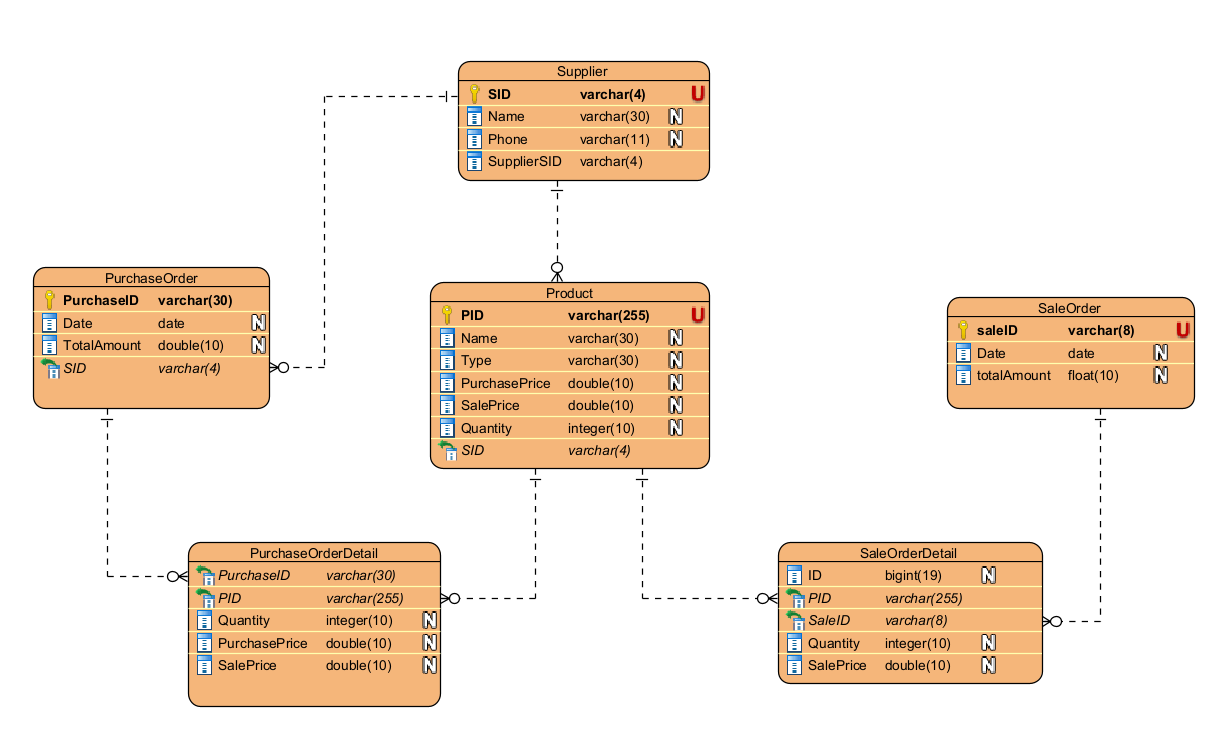 Supplier
SID varchar(4) U
Name varchar(30) N
Phone varchar(11) N
SupplierSID varchar(4)
PurchaseOrder
PurchaseID varchar(30)
Date date N
TotalAmount double(10) N
SID varchar(4)
Product
PID varchar(255) U
Name varchar(30) N
Type varchar(30) N
PurchasePrice double(10) N
SalePrice double(10) N
Quantity integer(10) N
SID varchar(4)
SaleOrder
saleID varchar(8) U
Date date N
totalAmount float(10) N
PurchaseOrderDetail
PurchaseID varchar(30)
PID varchar(255)
Quantity integer(10) N
PurchasePrice double(10) N
SalePrice double(10) N
SaleOrderDetail
ID bigint(19) N
PID varchar(255)
SaleID varchar(8)
Quantity integer(10) N
SalePrice double(10) N